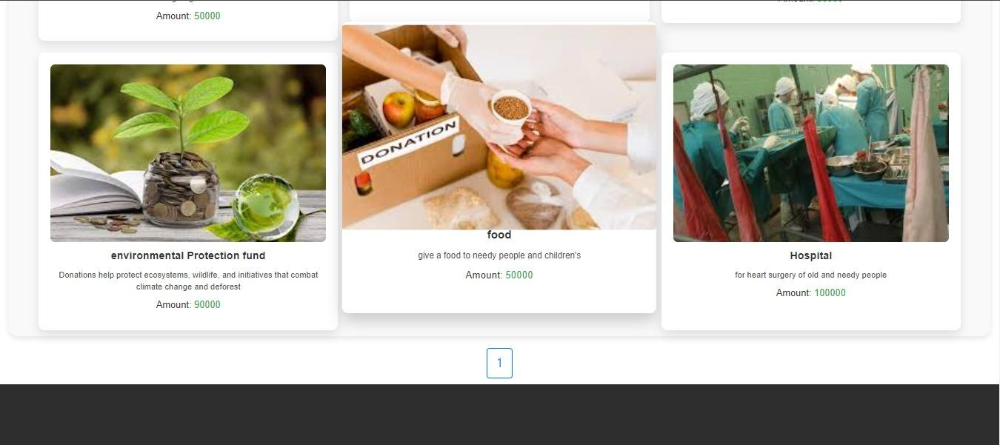 Amount: 50000
DONATION
environmental Protection fund
Donations help protect ecosystems, wildlife, and initiatives that combat
climate change and deforest
Amount: 90000
food
give a food to needy people and children's
Amount: 50000
Hospital
for heart surgery of old and needy people
Amount: 100000
1